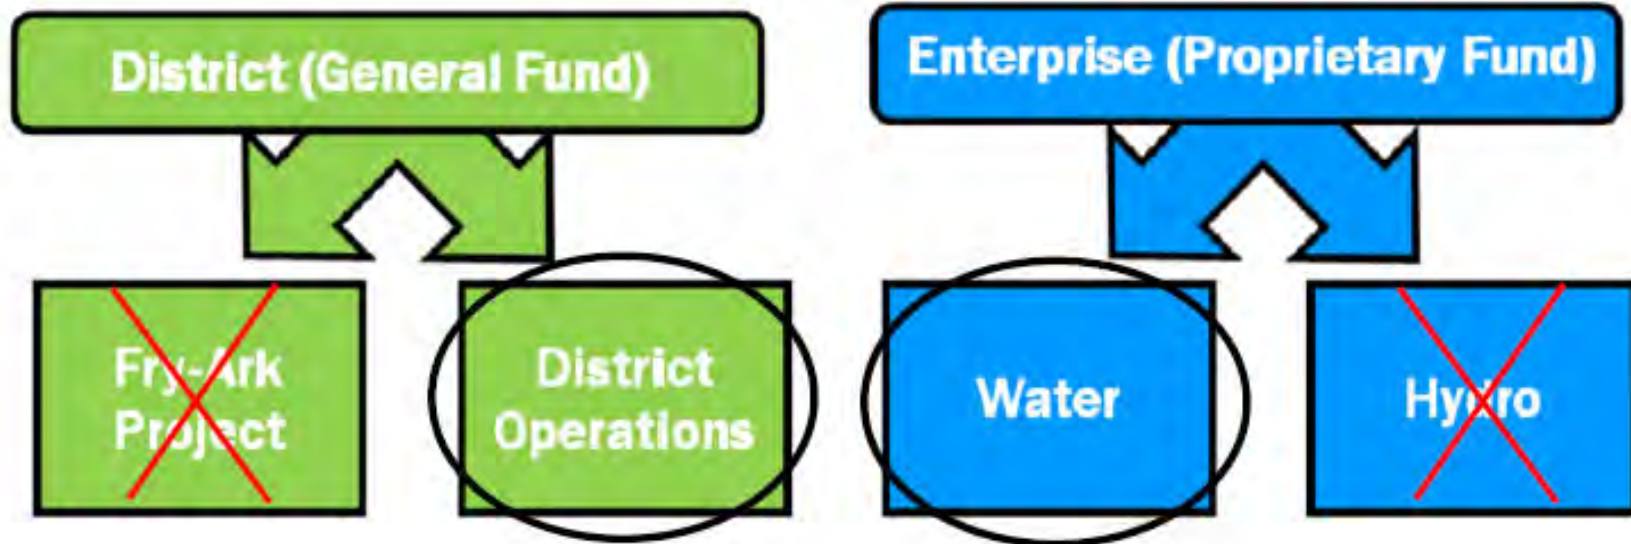 District (General Fund)
Enterprise (Proprietary Fund)
Fry-Ark
Project
District
Operations
Water
Hydro